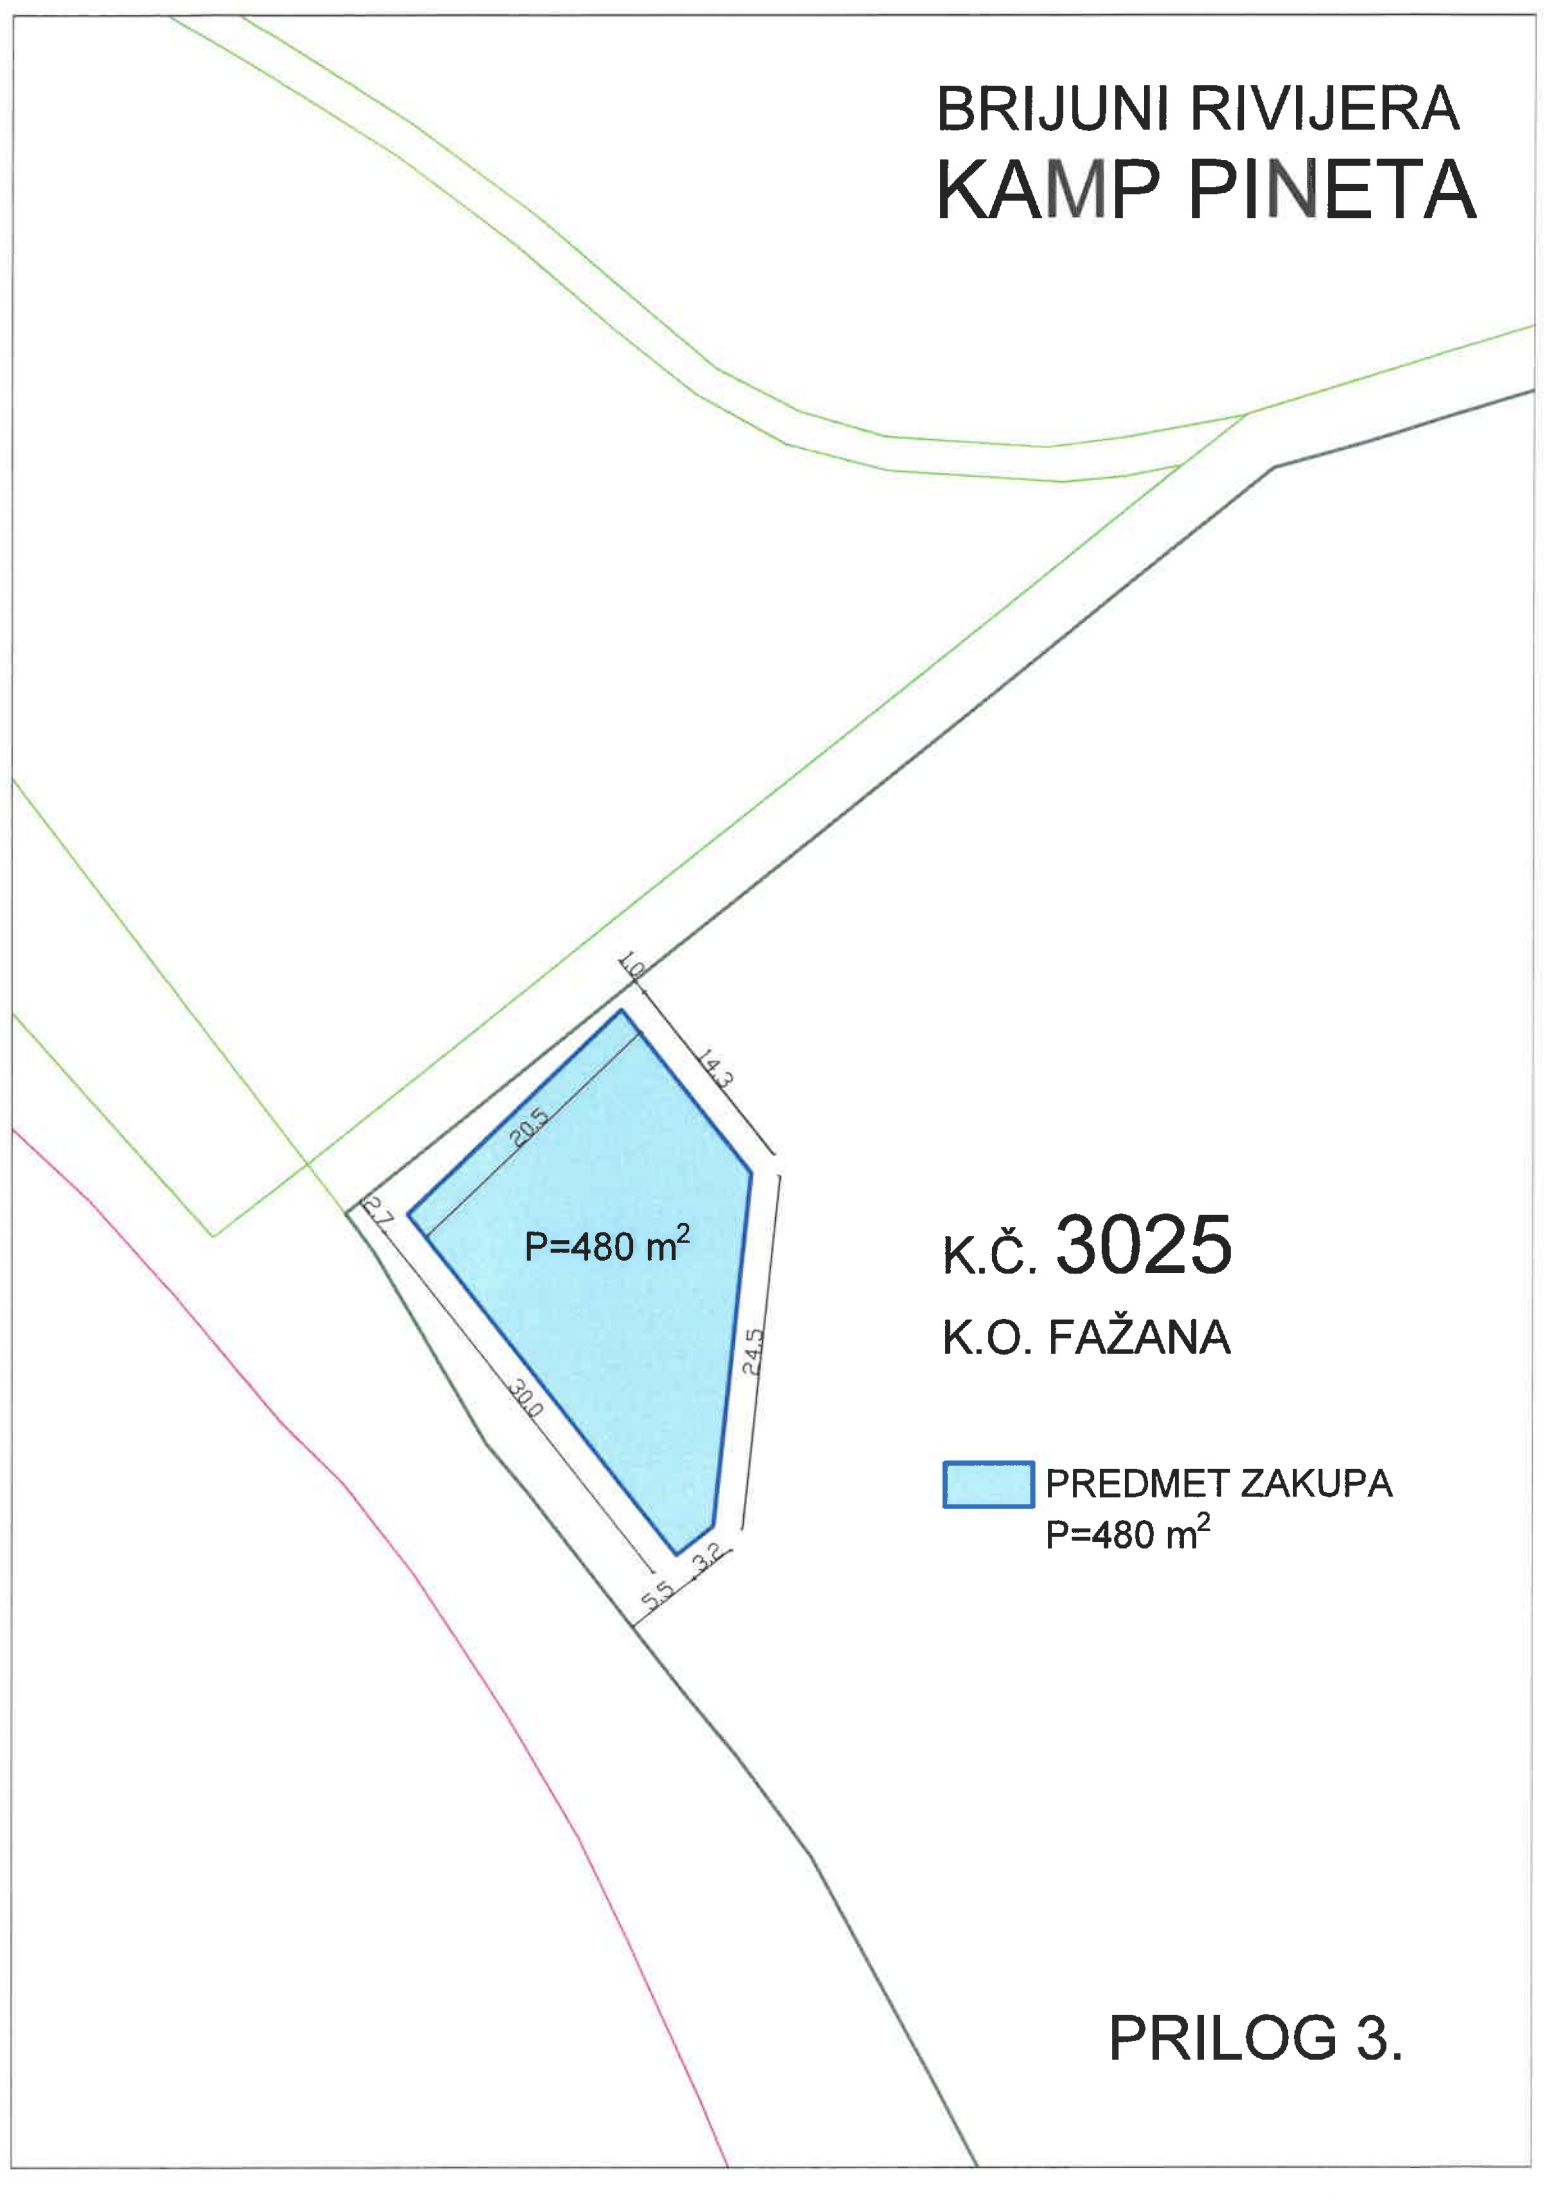 BRIJUNI RIVIJERA
KAMP PINETA
1.0
14.3
20.5
2.7
P=480 m²
K.Č. 3025
K.O. FAŽANA
24.5
30.0
PREDMET ZAKUPA
P=480 m²
3.2
5.5
PRILOG 3.